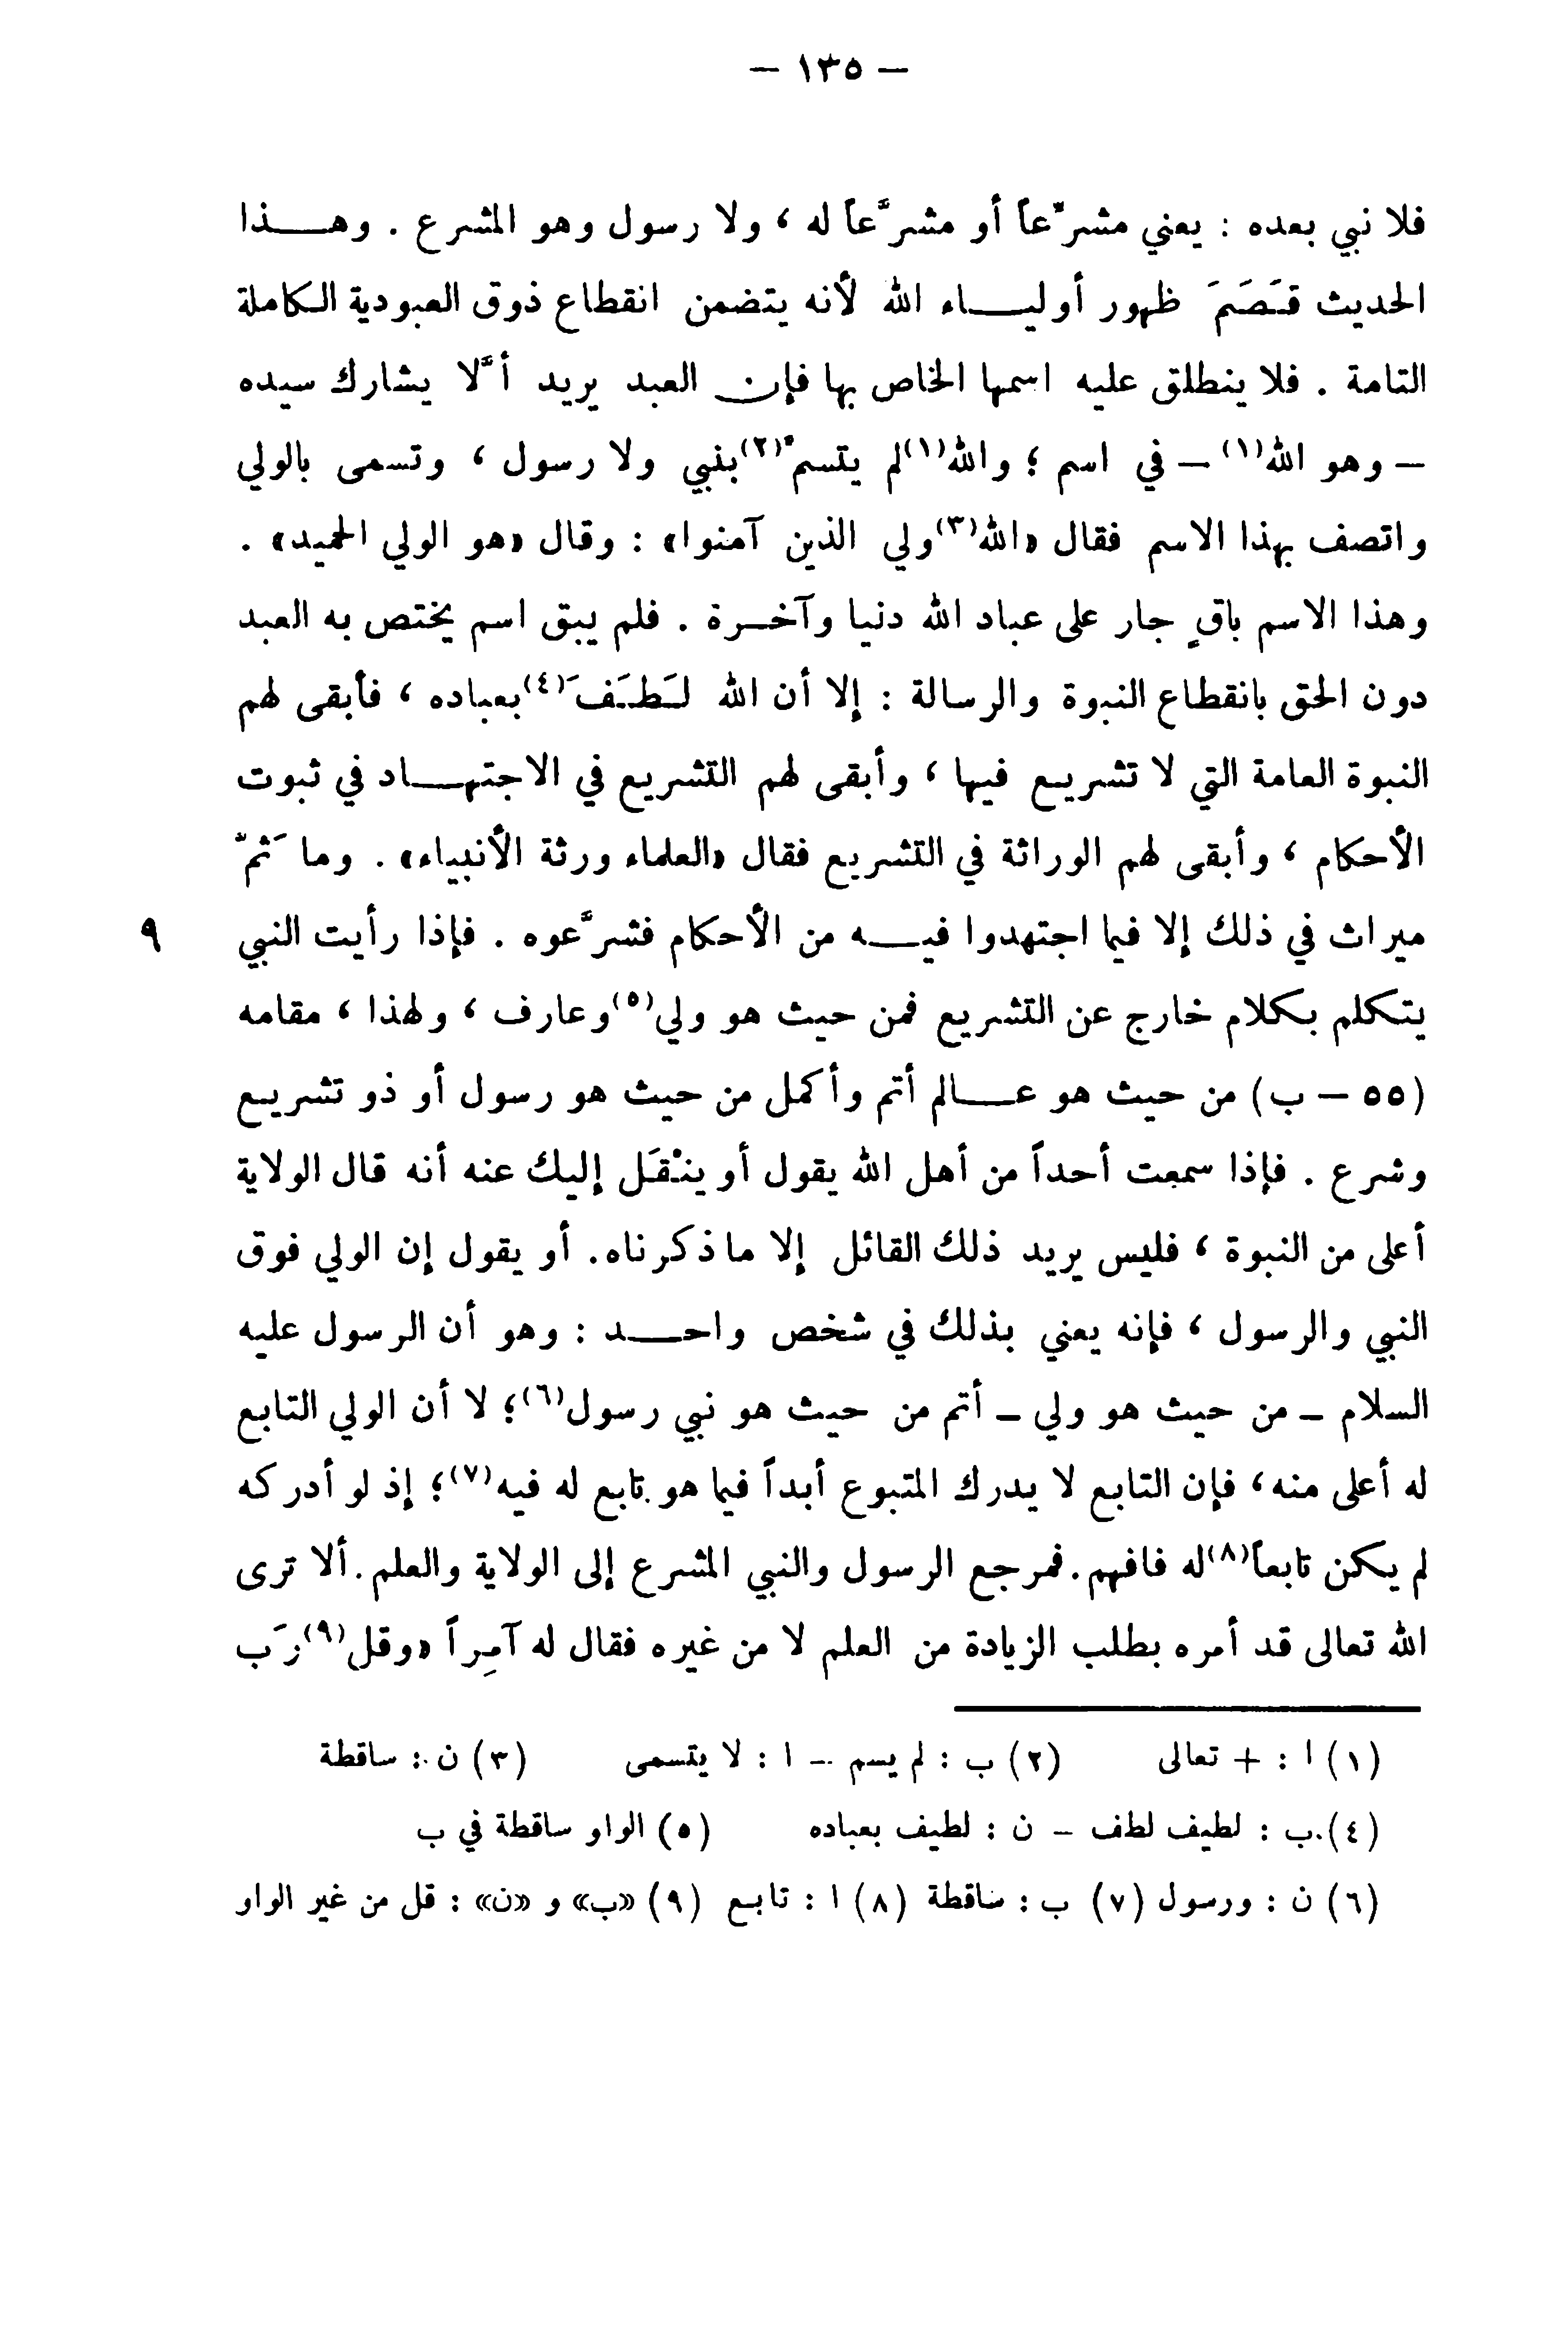 — ١٣٥ —
فلا نبي بعده : يعني مشرِّعاً أو مشرَّعاً له ، ولا رسول وهو المشرع . وهـــذا
الحديث قَصَمَ ظهور أوليـــاء الله لأنه يتضمن انقطاع ذوق العبودية الكاملة
التامة . فلا ينطلق عليه اسمها الخاص بها فإن العبد يريد ألَّا يشارك سيده
— وهو الله(١) — في اسم ؛ والله(١)لم يتسم(٢)بنبي ولا رسول ، وتسمى بالولي
واتصف بهذا الاسم فقال «الله(٣)ولي الذين آمنوا» : وقال «هو الولي الحميد» .
وهذا الاسم باقٍ جار على عباد الله دنيا وآخرة . فلم يبق اسم يختص به العبد
دون الحق بانقطاع النبوة والرسالة : إلا أن الله لَطَفَ(٤)بعباده ، فأبقى لهم
النبوة العامة التي لا تشريع فيها ، وأبقى لهم التشريع في الاجتهـــاد في ثبوت
الأحكام ، وأبقى لهم الوراثة في التشريع فقال «العلماء ورثة الأنبياء» . وما ثَمَّ
ميراث في ذلك إلا فيما اجتهدوا فيـــه من الأحكام فشرَّعوه . فإذا رأيت النبي ٩
يتكلم بكلام خارج عن التشريع فمن حيث هو ولي(٥)وعارف ، ولهذا ، مقامه
(٥٥ — ب) من حيث هو عـــالم أتم وأكمل من حيث هو رسول أو ذو تشريع
وشرع . فإذا سمعت أحداً من أهل الله يقول أو ينْقَل إليك عنه أنه قال الولاية
أعلى من النبوة ، فليس يريد ذلك القائل إلا ما ذكرناه. أو يقول إن الولي فوق
النبي والرسول ، فإنه يعني بذلك في شخص واحـــد : وهو أن الرسول عليه
السلام – من حيث هو ولي – أتم من حيث هو نبي رسول(٦)؛ لا أن الولي التابع
له أعلى منه، فإن التابع لا يدرك المتبوع أبداً فيما هو تابع له فيه(٧)؛ إذ لو أدركه
لم يكن تابعاً(٨)له فافهم. فمرجع الرسول والنبي المشرع إلى الولاية والعلم. ألا ترى
الله تعالى قد أمره بطلب الزيادة من العلم لا من غيره فقال له آمِراً «وقل(٩)رَب
(١) ا : + تعالى (٢) ب : لم يسم – ا : لا يتسمى (٣) ن : ساقطة
(٤) ب : لطيف لطف – ن : لطيف بعباده (٥) الواو ساقطة في ب
(٦) ن : ورسول (٧) ب : ساقطة (٨) ا : تابع (٩) «ب» و «ن» : قل من غير الواو